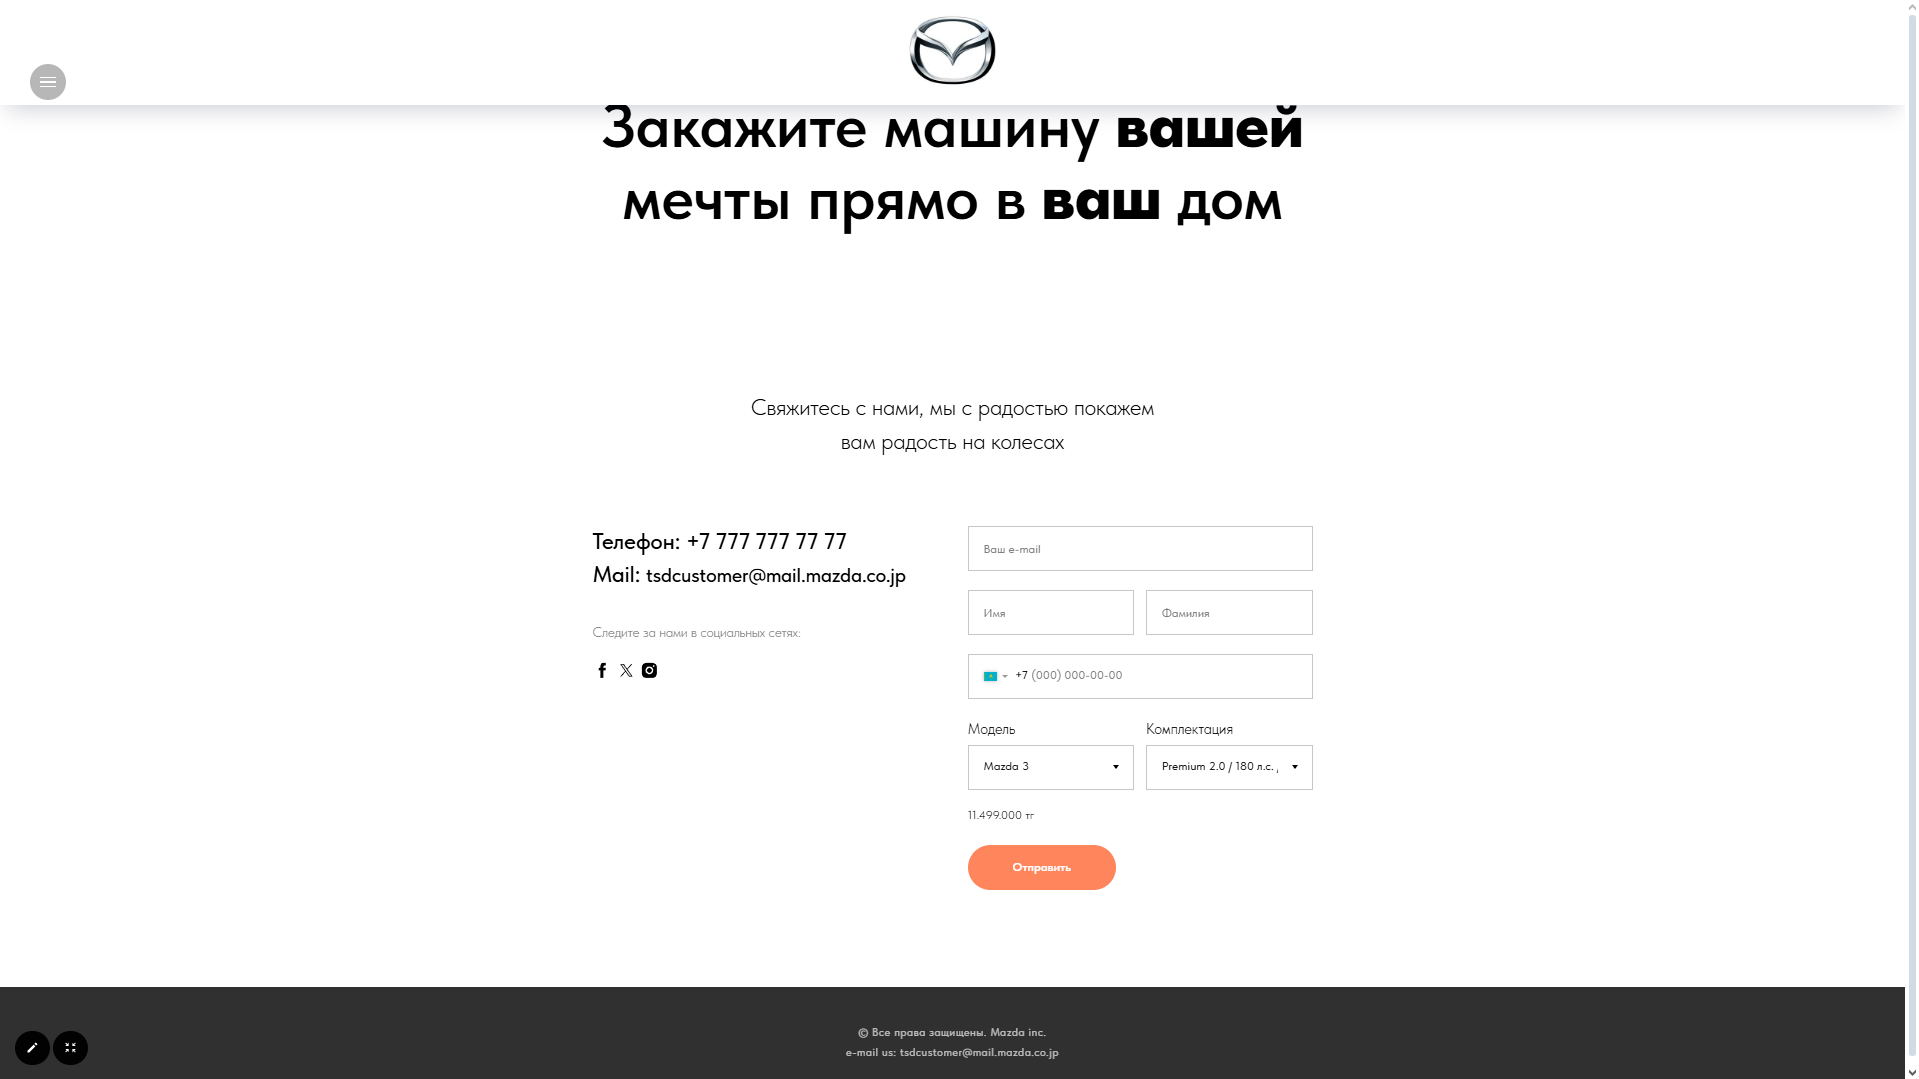 Закажите машину вашей
мечты прямо в ваш дом
Свяжитесь с нами, мы с радостью покажем
вам радость на колесах
Телефон: +7 777 777 77 77
Mail: tsdcustomer@mail.mazda.co.jp
Следите за нами в социальных сетях:
Ваш e-mail
Имя
Фамилия
+7 (000) 000-00-00
Модель
Комплектация
Mazda 3
Premium 2.0 / 180 л.с.
11.499.000 тг
Отправить
© Все права защищены. Mazda inc.
e-mail us: tsdcustomer@mail.mazda.co.jp